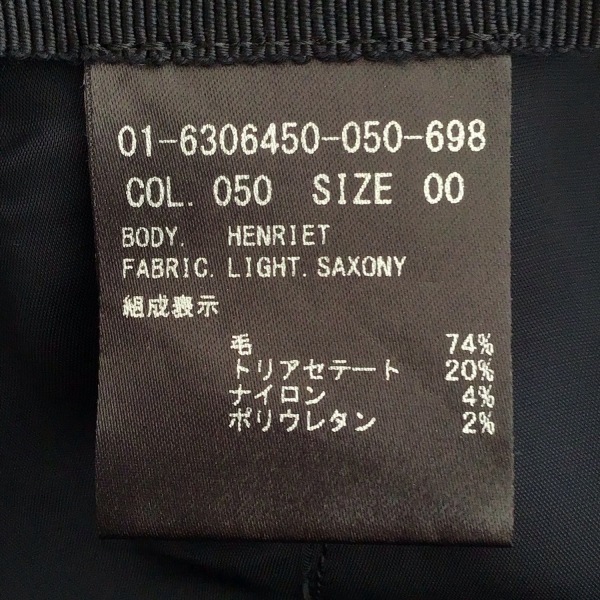 01-6306450-050-698
COL. 050 SIZE 00
BODY. HENRIET
FABRIC. LIGHT. SAXONY
組成表示
毛 74%
トリアセテート 20%
ナイロン 4%
ポリウレタン 2%